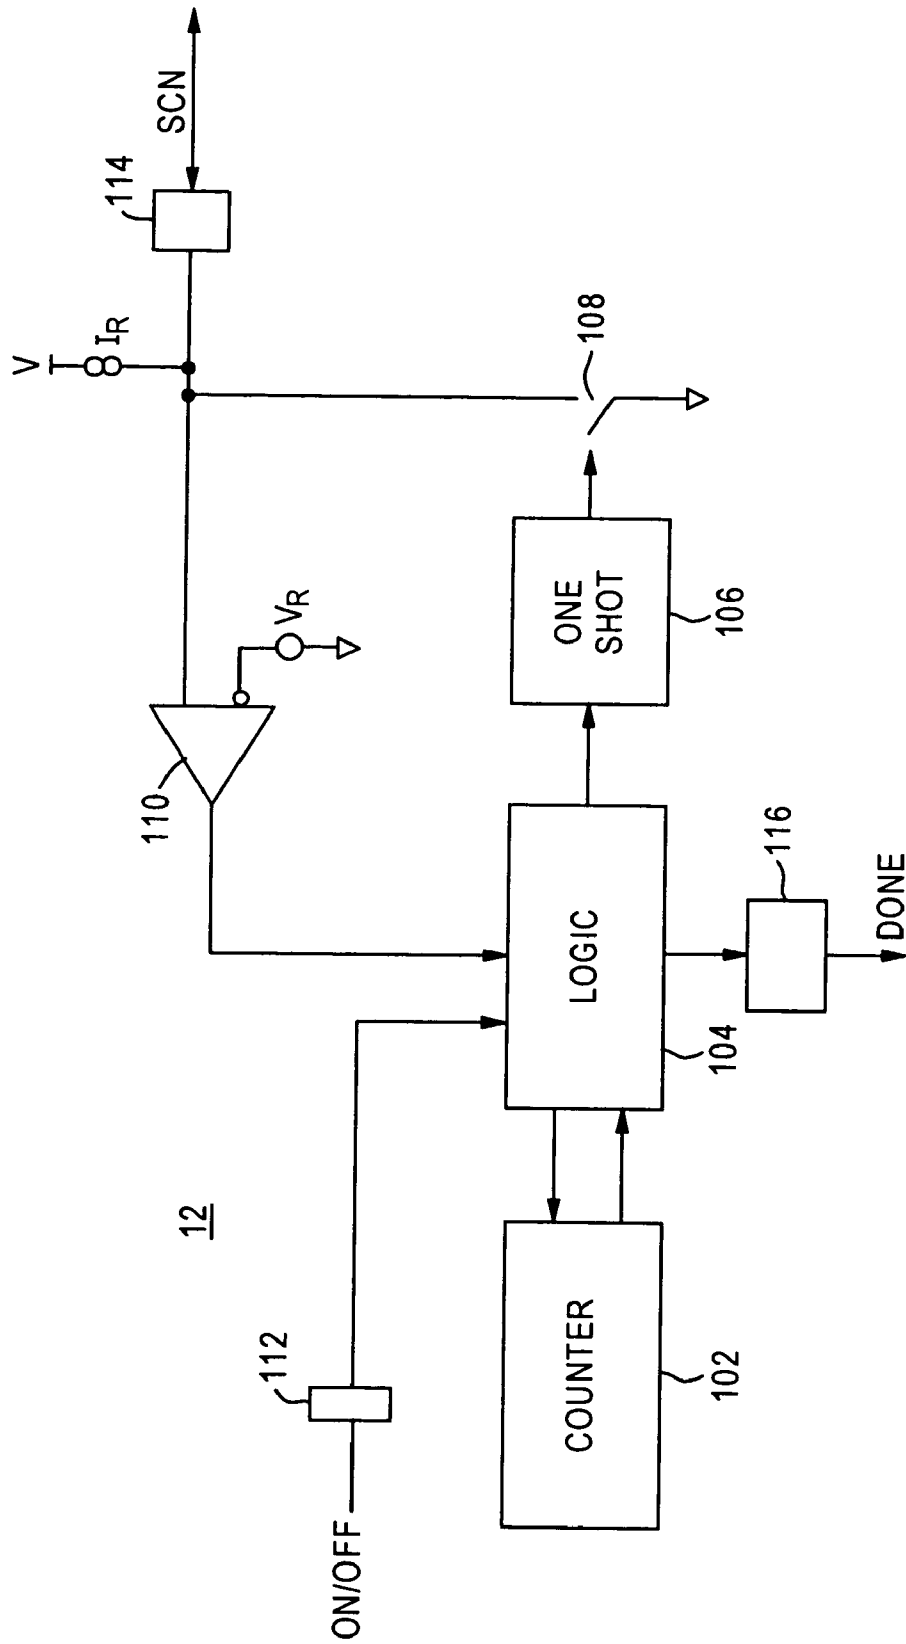 12
ON/OFF
112
110
V
I_R
114
SCN
V_R
COUNTER
102
LOGIC
104
ONE
SHOT
106
108
116
DONE